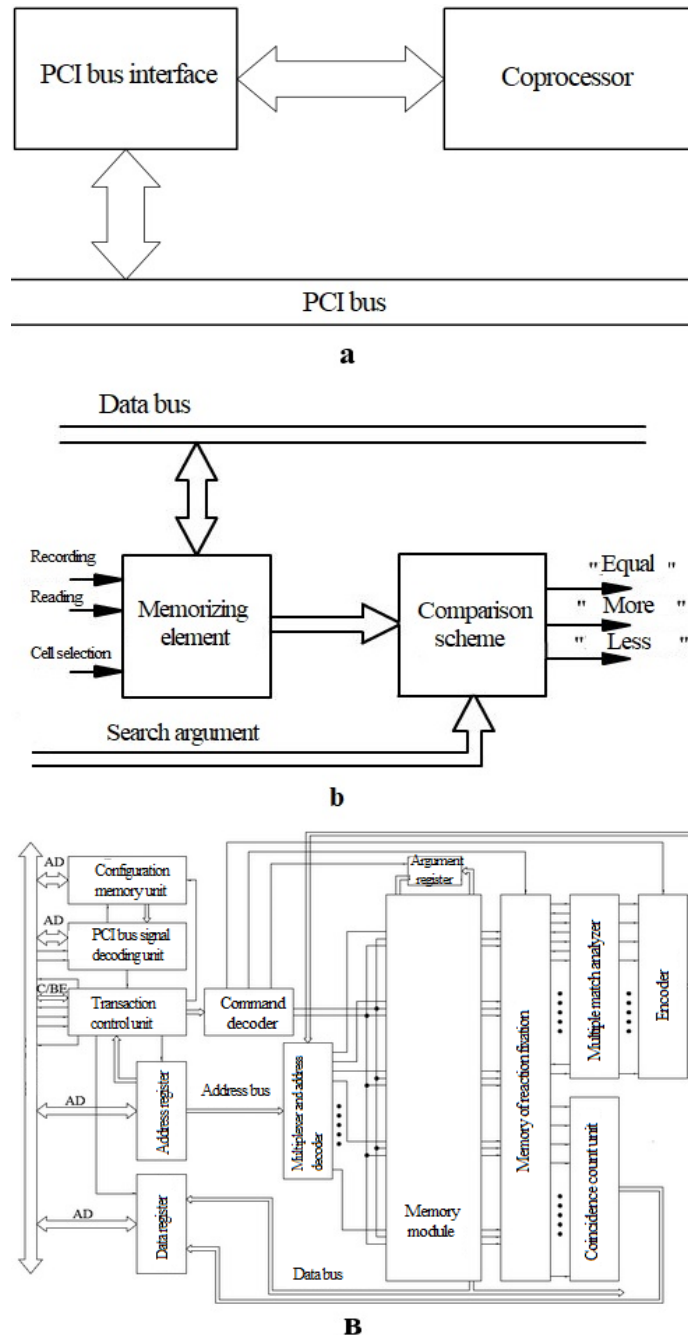 PCI bus interface
Coprocessor
PCI bus
a
Data bus
Recording
Reading
Cell selection
Memorizing
element
Comparison
scheme
" Equal "
" More "
" Less "
Search argument
b
AD
Configuration
memory unit
AD
PCI bus signal
decoding unit
C/BE
Transaction
control unit
Command
decoder
Argument
register
Address bus
AD
Address register
Multiplexer and address
decoder
Memory
module
Memory of reaction fixation
Multiple match analyzer
Encoder
Coincidence count unit
AD
Data register
Data bus
в